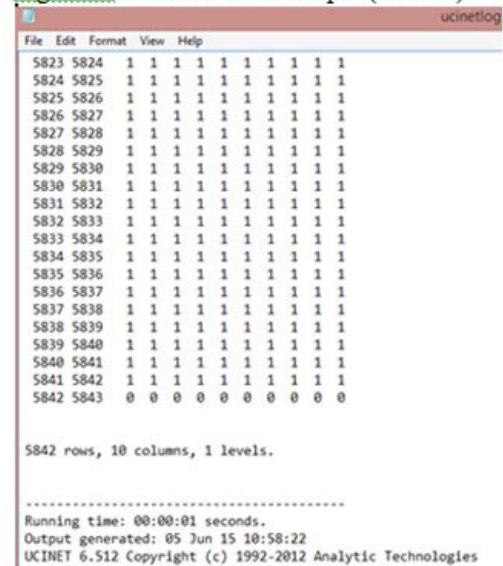 ucinetlog
File Edit Format View Help
5823 5824 1 1 1 1 1 1 1 1 1 1
5824 5825 1 1 1 1 1 1 1 1 1 1
5825 5826 1 1 1 1 1 1 1 1 1 1
5826 5827 1 1 1 1 1 1 1 1 1 1
5827 5828 1 1 1 1 1 1 1 1 1 1
5828 5829 1 1 1 1 1 1 1 1 1 1
5829 5830 1 1 1 1 1 1 1 1 1 1
5830 5831 1 1 1 1 1 1 1 1 1 1
5831 5832 1 1 1 1 1 1 1 1 1 1
5832 5833 1 1 1 1 1 1 1 1 1 1
5833 5834 1 1 1 1 1 1 1 1 1 1
5834 5835 1 1 1 1 1 1 1 1 1 1
5835 5836 1 1 1 1 1 1 1 1 1 1
5836 5837 1 1 1 1 1 1 1 1 1 1
5837 5838 1 1 1 1 1 1 1 1 1 1
5838 5839 1 1 1 1 1 1 1 1 1 1
5839 5840 1 1 1 1 1 1 1 1 1 1
5840 5841 1 1 1 1 1 1 1 1 1 1
5841 5842 1 1 1 1 1 1 1 1 1 1
5842 5843 0 0 0 0 0 0 0 0 0 0
5842 rows, 10 columns, 1 levels.
----------------------------------------
Running time: 00:00:01 seconds.
Output generated: 05 Jun 15 10:58:22
UCINET 6.512 Copyright (c) 1992-2012 Analytic Technologies